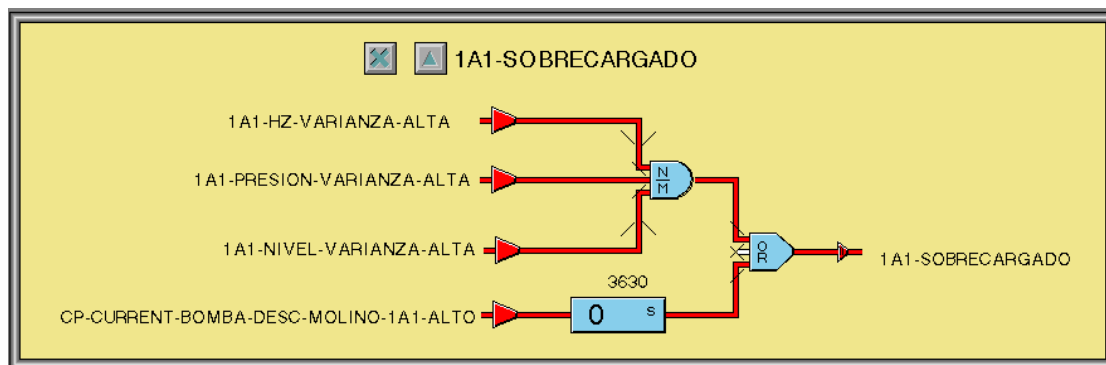 1A1-SOBRECARGADO
1A1-HZ-VARIANZA-ALTA
N
M
1A1-PRESION-VARIANZA-ALTA
1A1-NIVEL-VARIANZA-ALTA
OR
1A1-SOBRECARGADO
3630
CP-CURRENT-BOMBA-DESC-MOLINO-1A1-ALTO
0 s